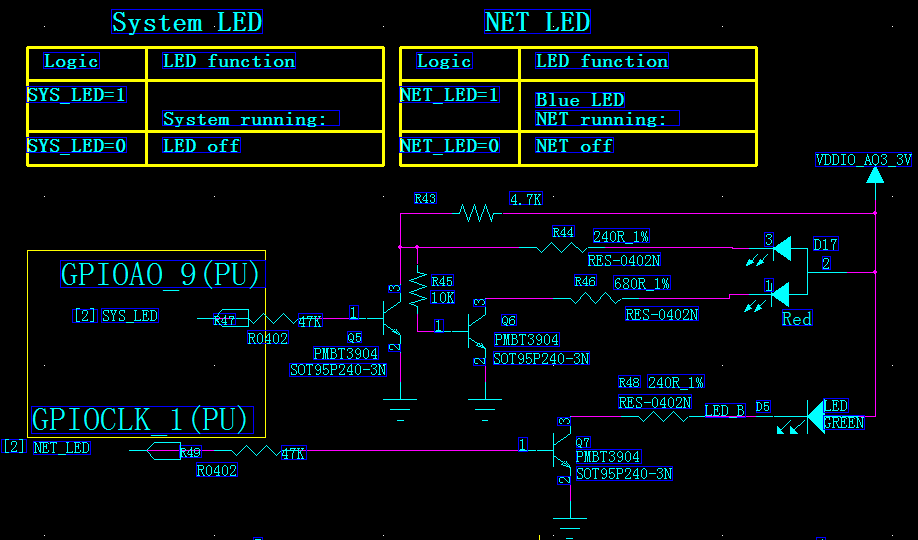 System LED
NET LED
Logic
LED function
Logic
LED function
SYS_LED=1
System running:
NET_LED=1
Blue LED
NET running:
SYS_LED=0
LED off
NET_LED=0
NET off
VDDIO_AO3_3V
R43
4.7K
R44
240R_1%
RES-0402N
3
D17
2
GPIOAO_9(PU)
R45
10K
R46
680R_1%
RES-0402N
1
Red
[2]
SYS_LED
R47
47K
R0402
1
3
2
Q5
PMBT3904
SOT95P240-3N
1
3
2
Q6
PMBT3904
SOT95P240-3N
R48
240R_1%
RES-0402N
LED_B
D5
LED
GREEN
GPIOCLK_1(PU)
[2]
NET_LED
R49
47K
R0402
1
3
2
Q7
PMBT3904
SOT95P240-3N